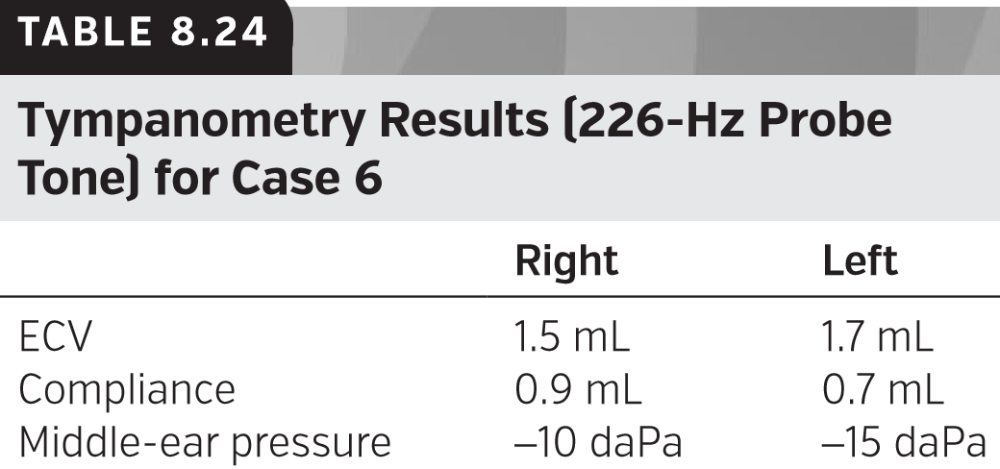 TABLE 8.24
Tympanometry Results (226-Hz Probe
Tone) for Case 6
Right Left
ECV 1.5 mL 1.7 mL
Compliance 0.9 mL 0.7 mL
Middle-ear pressure –10 daPa –15 daPa